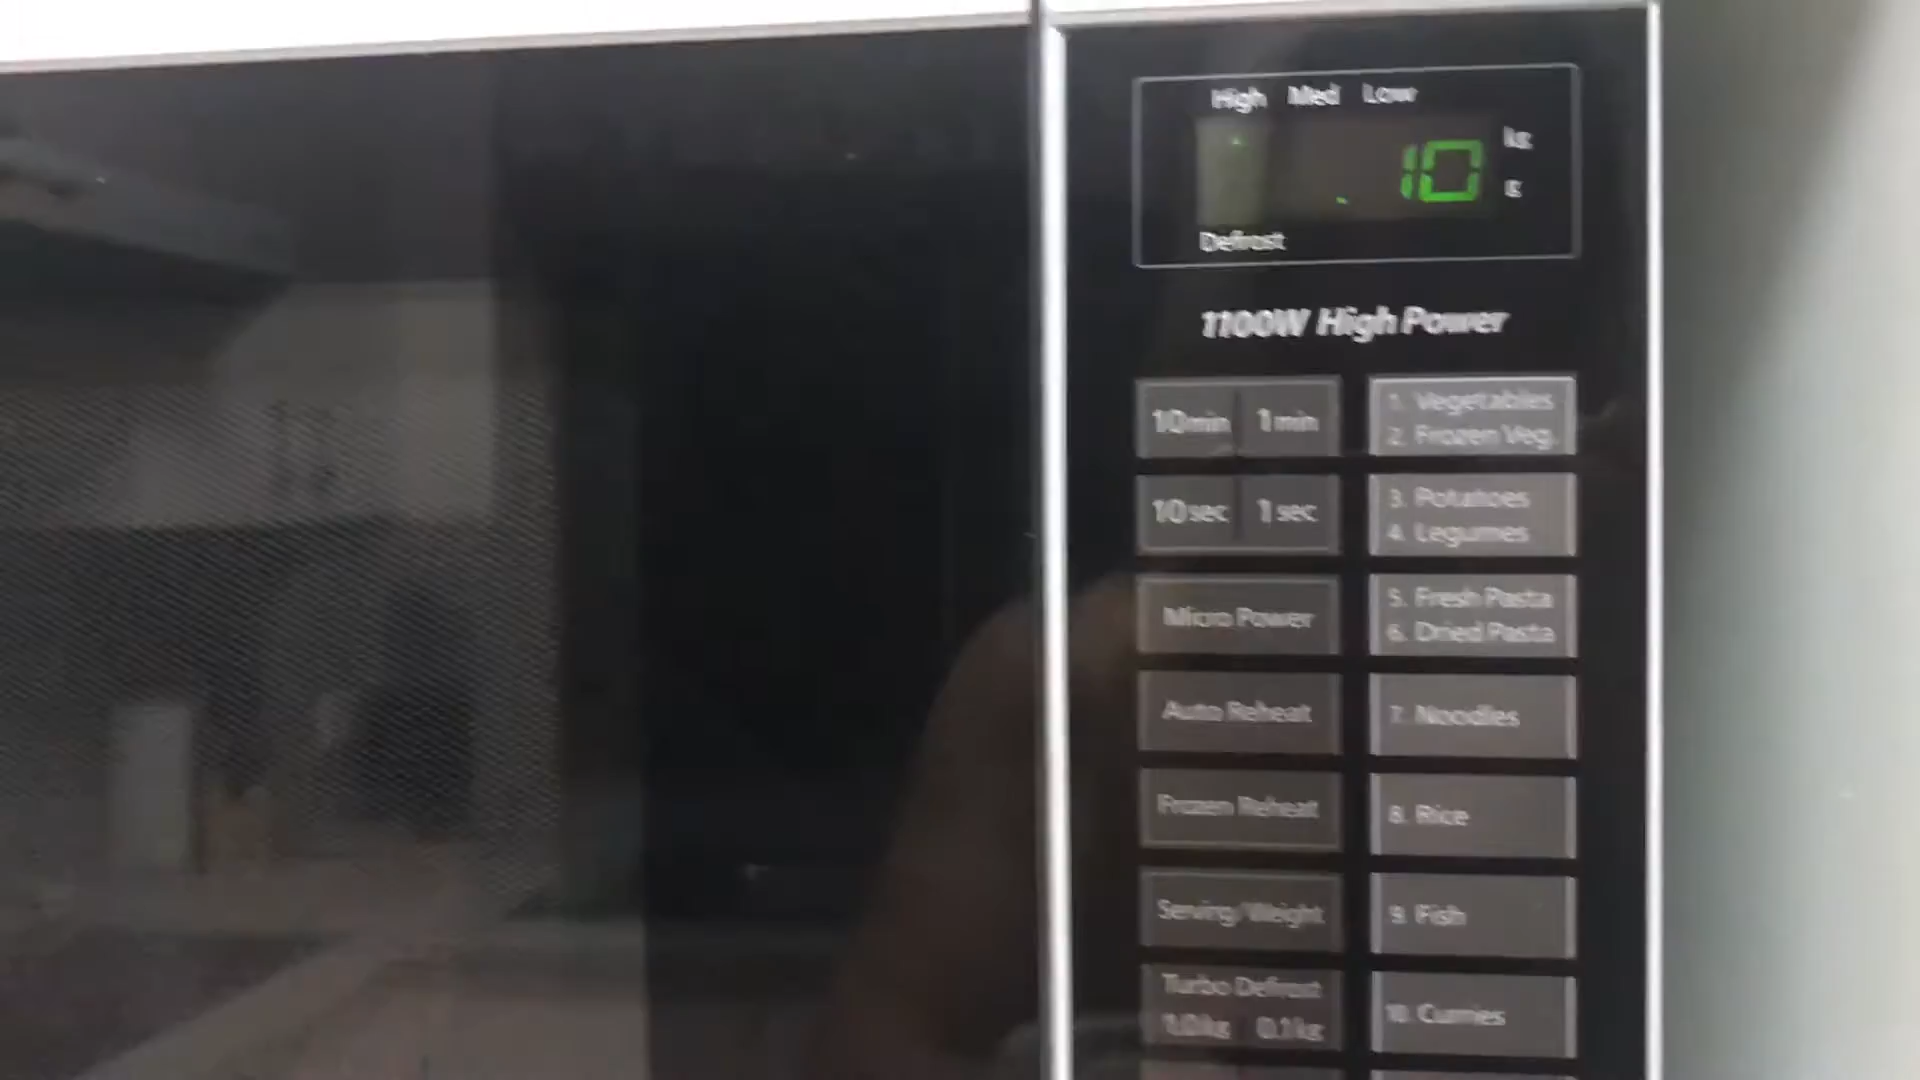 High Med Low
10
kg
g
Defrost
1100W High Power
10min 1min
1. Vegetables
2. Frozen Veg.
10sec 1sec
3. Potatoes
4. Legumes
Micro Power
5. Fresh Pasta
6. Dried Pasta
Auto Reheat
7. Noodles
Frozen Reheat
8. Rice
Serving/Weight
9. Fish
Turbo Defrost
1.0kg 0.1kg
10. Curries